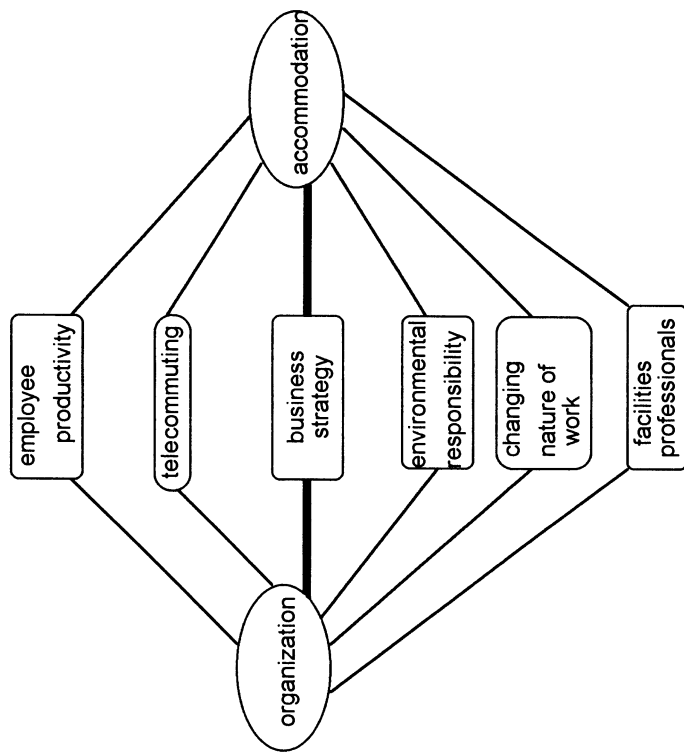 accommodation
employee
productivity
telecommuting
business
strategy
environmental
responsibility
changing
nature of
work
facilities
professionals
organization